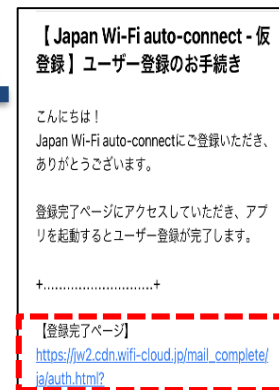 【 Japan Wi-Fi auto-connect - 仮
登録 】 ユーザー登録のお手続き
こんにちは！
Japan Wi-Fi auto-connectにご登録いただき、
ありがとうございます。
登録完了ページにアクセスしていただき、アプ
リを起動するとユーザー登録が完了します。
+............................+
【登録完了ページ】
https://jw2.cdn.wifi-cloud.jp/mail_complete/
ja/auth.html?